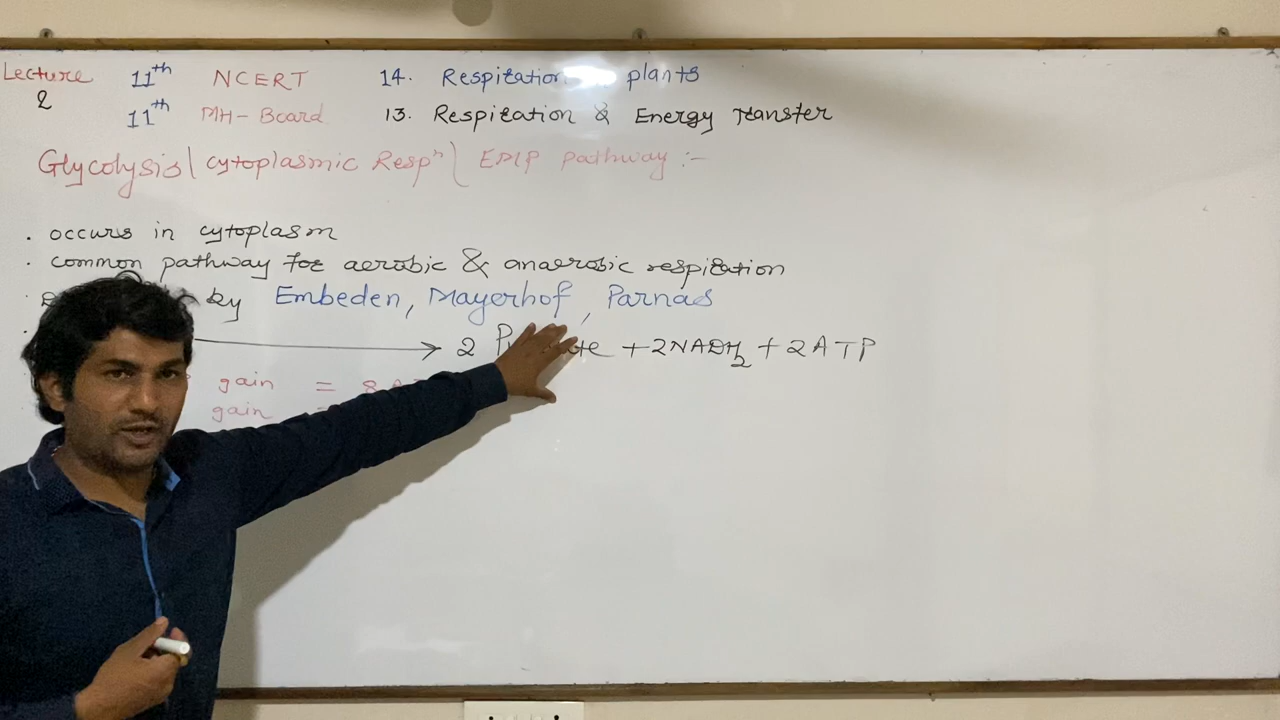 Lecture 11th NCERT 14. Respiration plants
2 11th MH-Board 13. Respiration & Energy Transfer
Glycolysis/ cytoplasmic Respn / EMP pathway :-
. occurs in cytoplasm
. common pathway for aerobic & anaerobic respiration
by Embeden, Mayerhof, Parnas
→ 2 + 2NADH2 + 2ATP
gain = 8
gain =